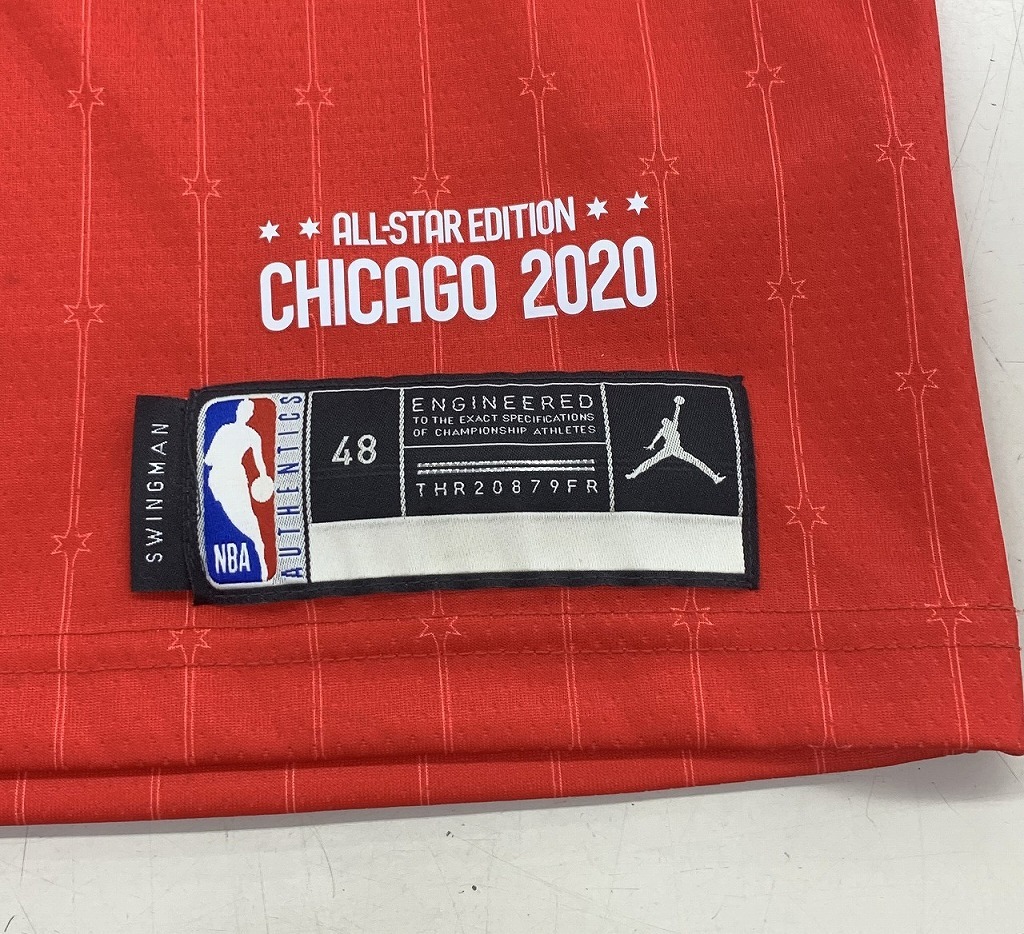 ALL-STAR EDITION
CHICAGO 2020
SWINGMAN
NBA
AUTHENTICS
48
ENGINEERED
TO THE EXACT SPECIFICATIONS
OF CHAMPIONSHIP ATHLETES
THR20879FR